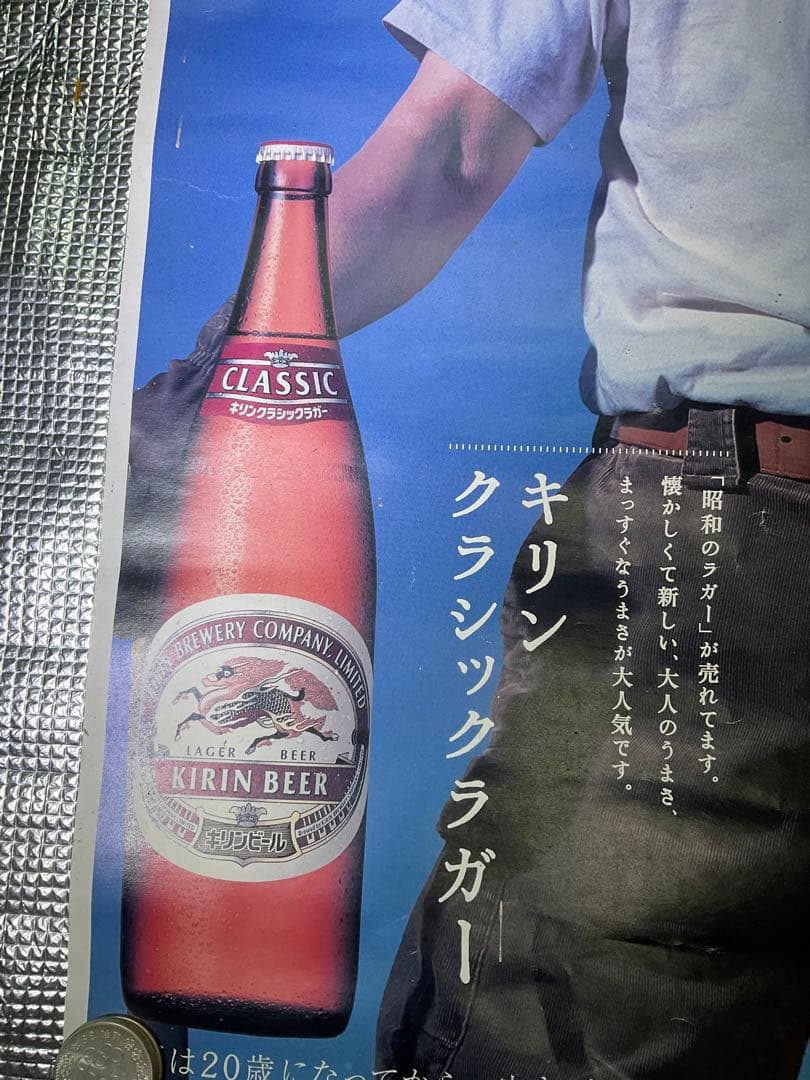 CLASSIC
キリンクラシックラガー
BREWERY COMPANY, LIMITED
LAGER BEER
KIRIN BEER
キリンビール
キリン
クラシックラガー
「昭和のラガー」が売れてます。
懐かしくて新しい、大人のうまさ、
まっすぐなうまさが大人気です。
は20歳になってから